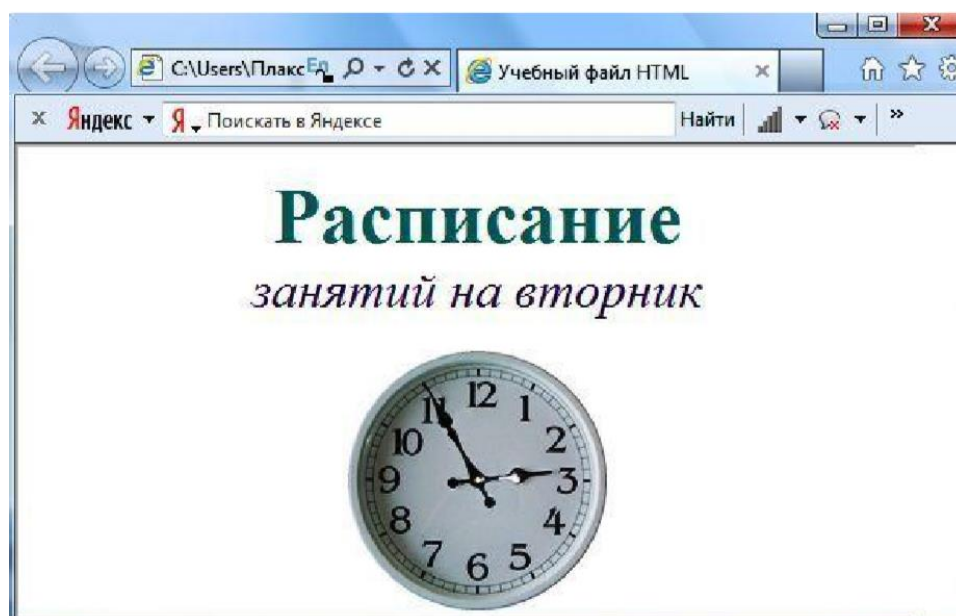 C:\Users\Плакс
Учебный файл HTML
Яндекс
Я Поискать в Яндексе
Найти
»
Расписание
занятий на вторник
12
11 1
10 2
9 3
8 4
7 5
6